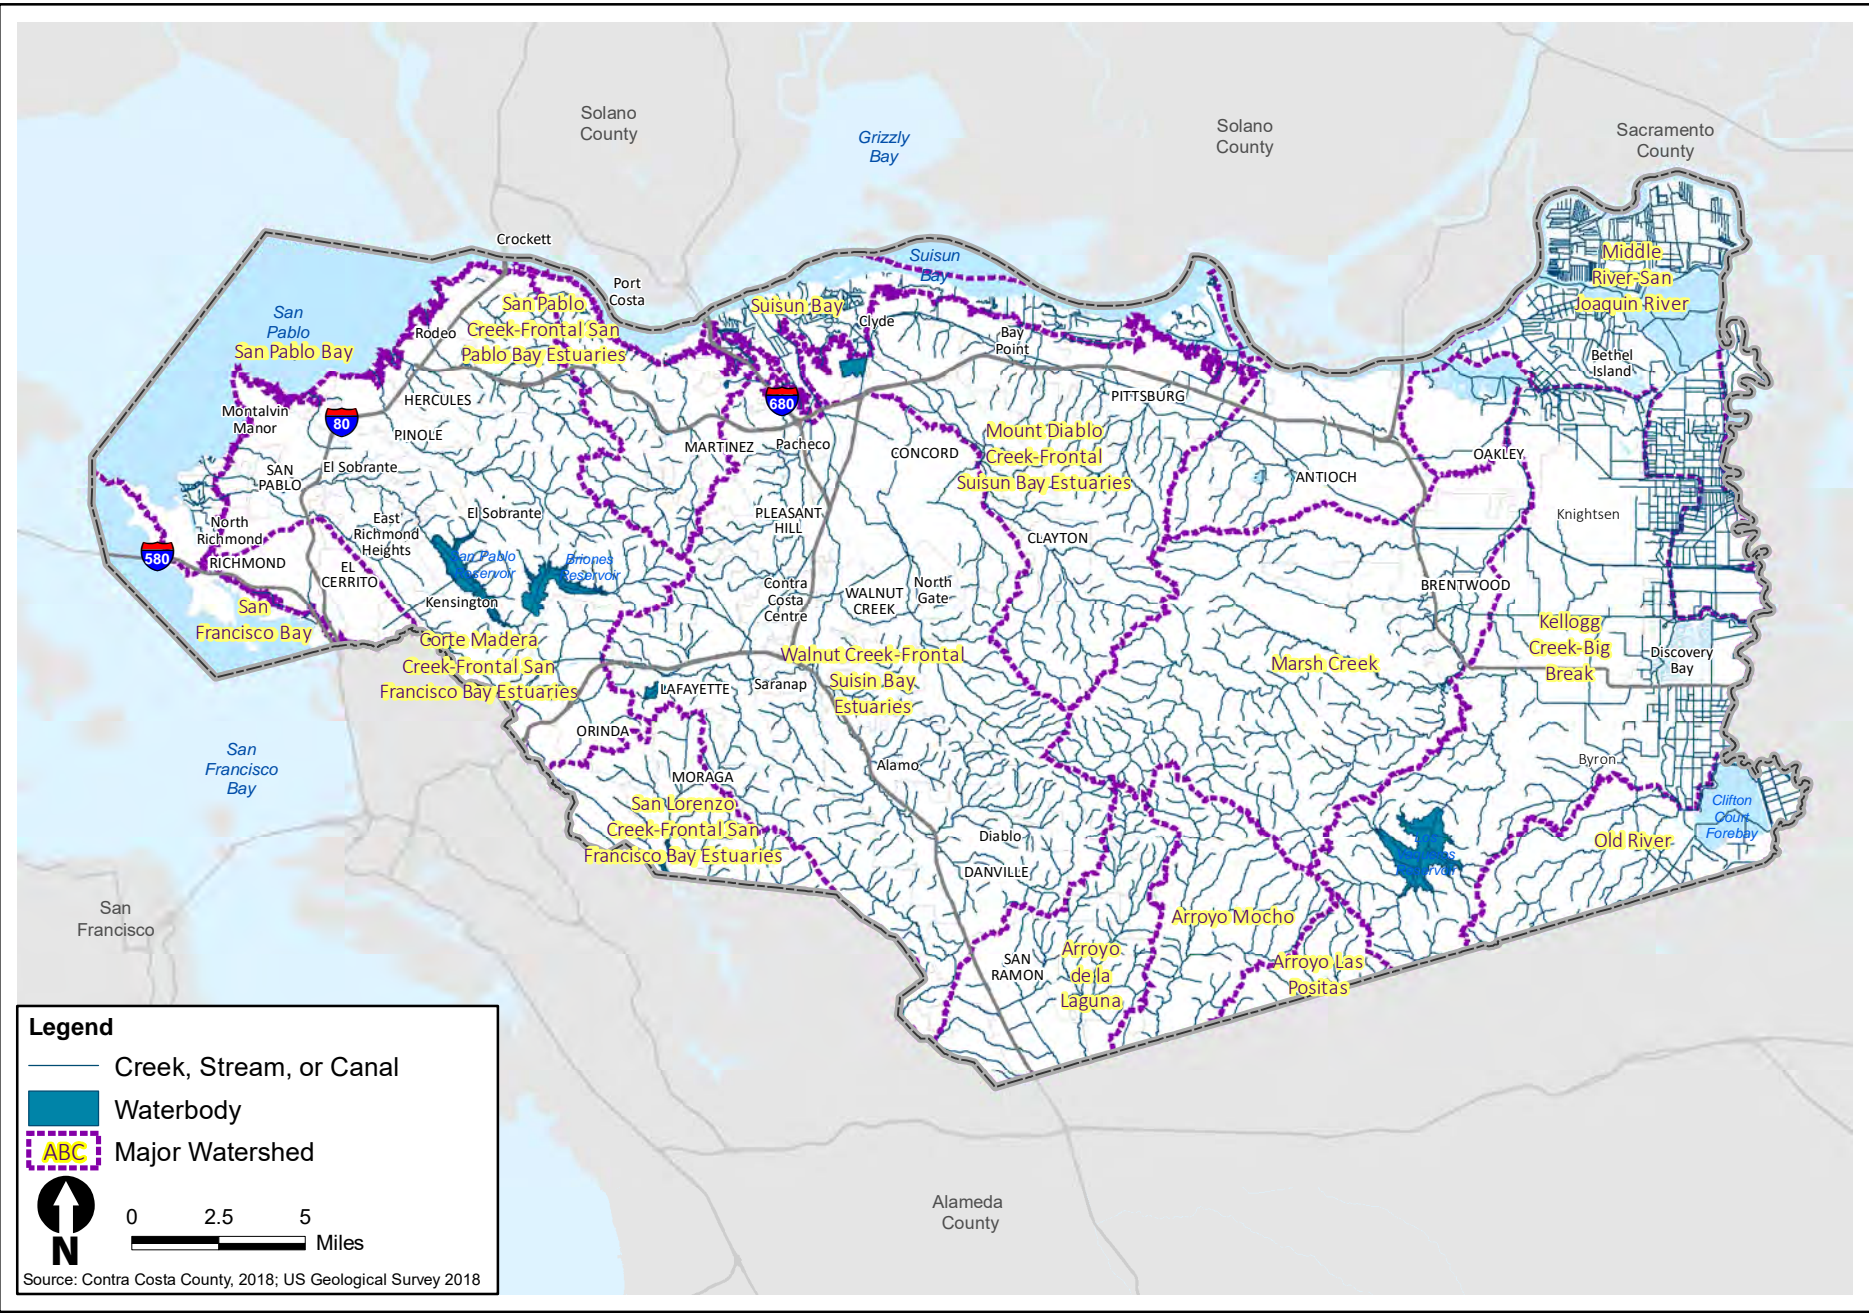 Solano
County
Grizzly
Bay
Solano
County
Sacramento
County
Crockett
Port
Costa
Suisun
Bay
Middle
River-San
Joaquin River
San
Pablo
San Pablo Bay
Rodeo
San Pablo
Creek-Frontal San
Pablo Bay Estuaries
Suisun Bay
Clyde
Bay
Point
Bethel
Island
Montalvin
Manor
80
HERCULES
PINOLE
680
PITTSBURG
MARTINEZ
Pacheco
CONCORD
Mount Diablo
Creek-Frontal
Suisun Bay Estuaries
ANTIOCH
OAKLEY
SAN
PABLO
El Sobrante
El Sobrante
North
Richmond
East
Richmond
Heights
PLEASANT
HILL
CLAYTON
Knightsen
580
RICHMOND
EL
CERRITO
San Pablo
Reservoir
Briones
Reservoir
Kensington
Contra
Costa
Centre
WALNUT
CREEK
North
Gate
BRENTWOOD
San
Francisco Bay
Corte Madera
Creek-Frontal San
Francisco Bay Estuaries
Walnut Creek-Frontal
Suisin Bay
Estuaries
Marsh Creek
Kellogg
Creek-Big
Break
Discovery
Bay
LAFAYETTE
Saranap
ORINDA
San
Francisco
Bay
MORAGA
Alamo
Byron
San Lorenzo
Creek-Frontal San
Francisco Bay Estuaries
Diablo
DANVILLE
Clifton
Court
Forebay
Old River
San
Francisco
SAN
RAMON
Arroyo
de la
Laguna
Arroyo Mocho
Arroyo Las
Positas
Legend
Creek, Stream, or Canal
Waterbody
ABC Major Watershed
N
0 2.5 5
Miles
Source: Contra Costa County, 2018; US Geological Survey 2018
Alameda
County